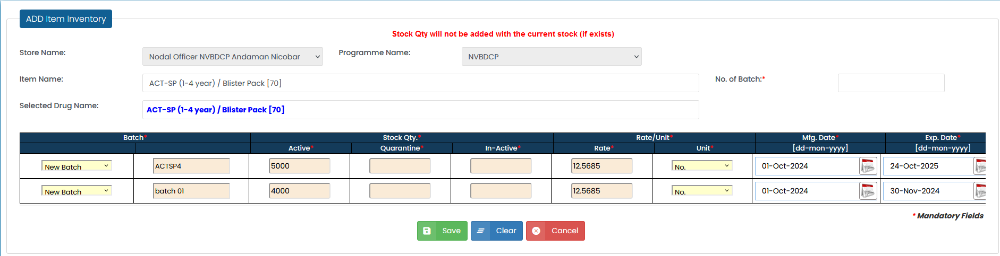 ADD Item Inventory
Stock Qty will not be added with the current stock (if exists)
Store Name: Nodal Officer NVBDCP Andaman Nicobar Programme Name: NVBDCP
Item Name: ACT-SP (1-4 year) / Blister Pack [70] No. of Batch:*
Selected Drug Name: ACT-SP (1-4 year) / Blister Pack [70]
Batch* Stock Qty.* Rate/Unit* Mfg. Date* Exp. Date*
Active* Quarantine* In-Active* Rate* Unit* [dd-mon-yyyy] [dd-mon-yyyy]
New Batch ACTSP4 5000 12.5685 No. 01-Oct-2024 24-Oct-2025
New Batch batch 01 4000 12.5685 No. 01-Oct-2024 30-Nov-2024
* Mandatory Fields
Save Clear Cancel